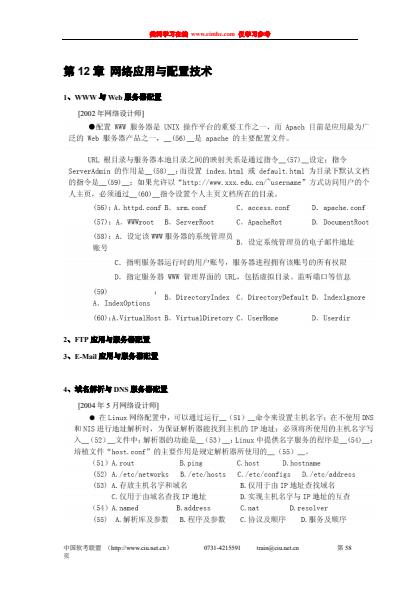 希赛网学习在线 www.cimhc.com 仅学习参考
第 12 章 网络应用与配置技术
1、WWW 与 Web 服务器配置
[2002 年网络设计师]
●配置 WWW 服务器是 UNIX 操作平台的重要工作之一，而 Apach 目前是应用最为广
泛的 Web 服务器产品之一，__(56)__是 apache 的主要配置文件。
URL 根目录与服务器本地目录之间的映射关系是通过指令__(57)__设定；指令
ServerAdmin 的作用是__(58)__;而设置 index.html 或 default.html 为目录下默认文档
的指令是__(59)__；如果允许以“http://www.xxx.edu.cn/~username”方式访问用户的个
人主页，必须通过__(60)__指令设置个人主页文档所在的目录。
(56)；A．httpd.conf B．srm.conf C．access.conf D．apache.conf
(57)；A．WWWroot B．ServerRoot C．ApacheRot D．DocumentRoot
(58)：A．设定该 WWW 服务器的系统管理员
账号 B．设定系统管理员的电子邮件地址
C．指明服务器运行时的用户账号，服务器进程拥有该账号的所有权限
D．指定服务器 WWW 管理界面的 URL，包括虚拟目录、监听端口等信息
(59) ；
A．IndexOptions B．DirectoryIndex C．DirectoryDefault D．IndexIgnore
(60)；A.VirtualHost B．VirtualDiretory C．UserHome D．Userdir
2、FTP 应用与服务器配置
3、E-Mail 应用与服务器配置
4、域名解析与 DNS 服务器配置
[2004 年 5 月网络设计师]
● 在 Linux 网络配置中，可以通过运行__（51）__命令来设置主机名字；在不使用 DNS
和 NIS 进行地址解析时，为保证解析器能找到主机的 IP 地址；必须将所使用的主机名字写
入__（52）__文件中；解析器的功能是__（53）__；Linux 中提供名字服务的程序是__(54)__；
培植文件“host.conf”的主要作用是规定解析器所使用的__（55）__。
(51)A.root B.ping C.host D.hostname
(52) A./etc/networks B./etc/hosts C./etc/configs D./etc/address
(53) A.存放主机名字和域名 B.仅用于由 IP 地址查找域名
C.仅用于由域名查找 IP 地址 D.实现主机名字与 IP 地址的互查
(54)A.named B.address C.nat D.resolver
(55) A.解析库及参数 B.程序及参数 C.协议及顺序 D.服务及顺序
中国软考联盟 （http://www.ciu.net.cn） 0731-4215591 train@ciu.net.cn 第 58
页